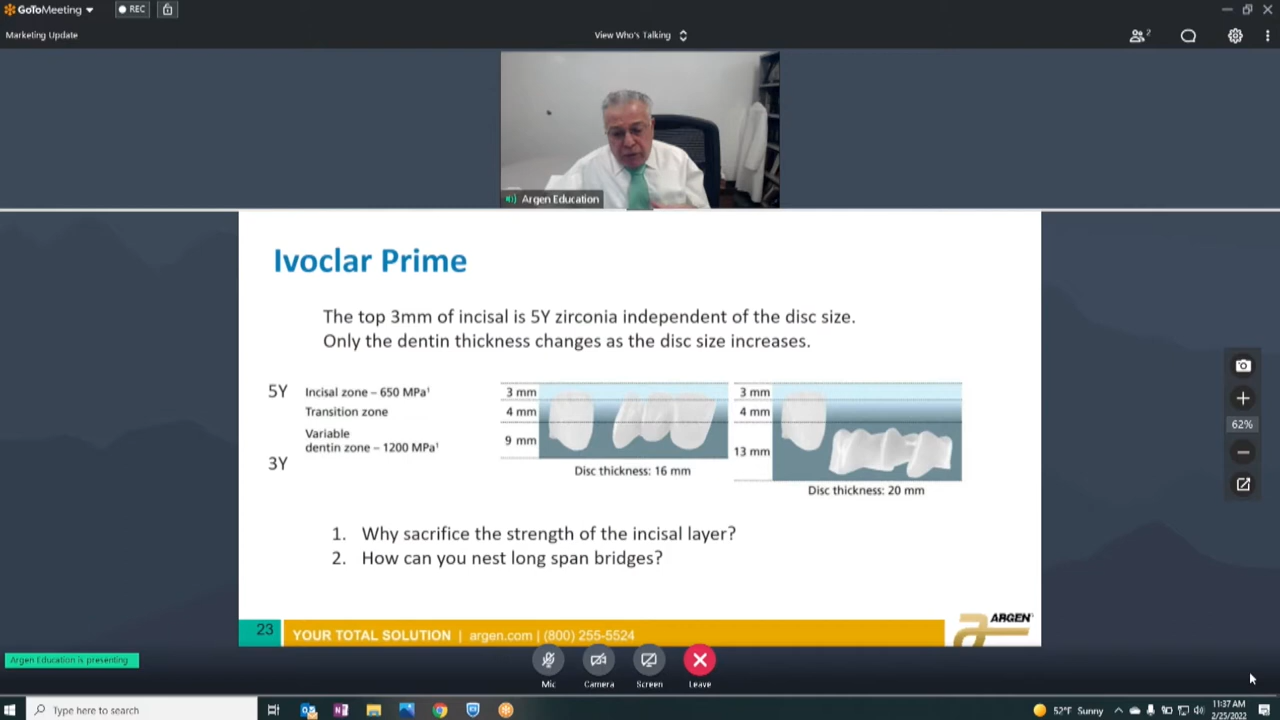 GoToMeeting
REC
Marketing Update
View Who's Talking
2
Argen Education
Ivoclar Prime
The top 3mm of incisal is 5Y zirconia independent of the disc size.
Only the dentin thickness changes as the disc size increases.
5Y
Incisal zone – 650 MPa¹
Transition zone
Variable
dentin zone – 1200 MPa¹
3Y
3 mm
4 mm
9 mm
Disc thickness: 16 mm
3 mm
4 mm
13 mm
Disc thickness: 20 mm
1. Why sacrifice the strength of the incisal layer?
2. How can you nest long span bridges?
62%
23
YOUR TOTAL SOLUTION | argen.com | (800) 255-5524
ARGEN
Argen Education is presenting
Mic
Camera
Screen
Leave
Type here to search
52°F Sunny
11:37 AM
2/25/2022